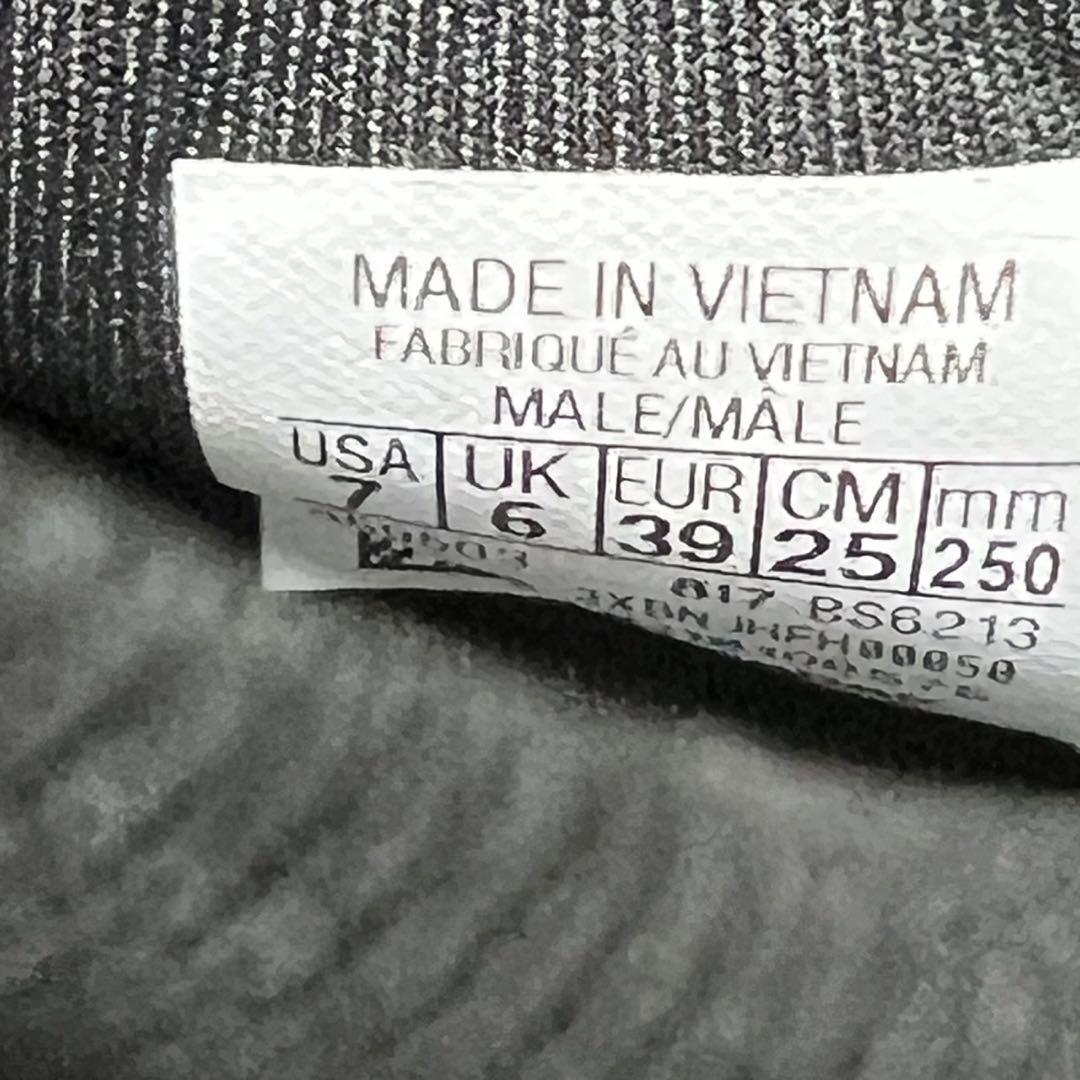 MADE IN VIETNAM
FABRIQUÉ AU VIETNAM
MALE/MÂLE
USA UK EUR CM mm
7 6 39 25 250
617 BS6213